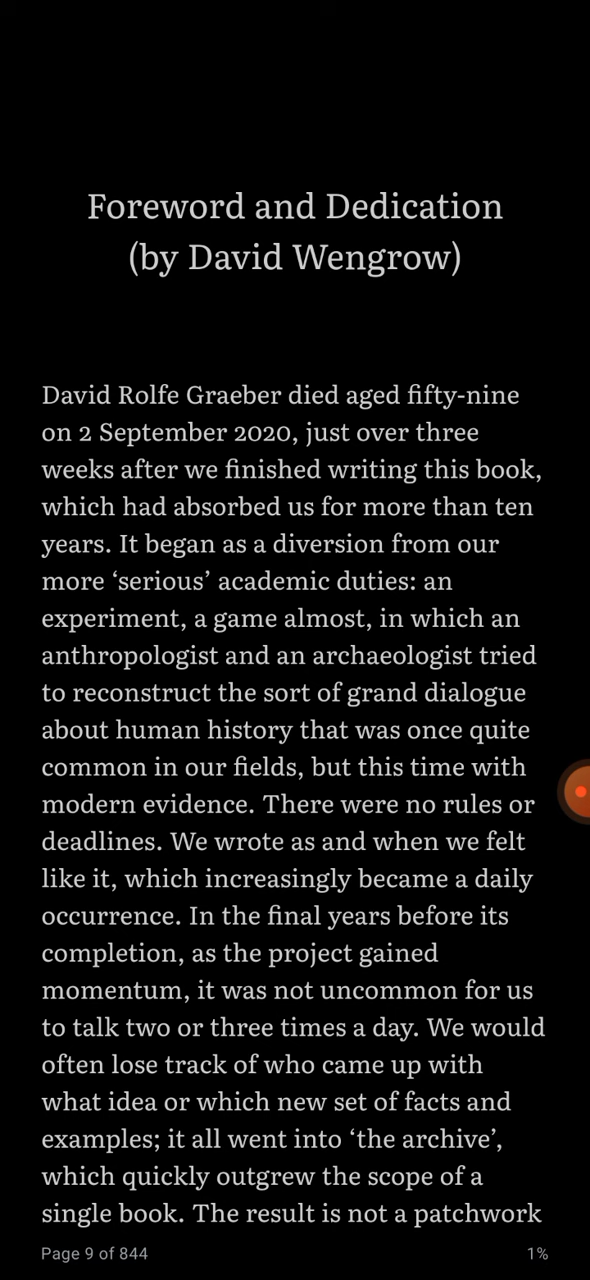 Foreword and Dedication
(by David Wengrow)
David Rolfe Graeber died aged fifty-nine
on 2 September 2020, just over three
weeks after we finished writing this book,
which had absorbed us for more than ten
years. It began as a diversion from our
more ‘serious’ academic duties: an
experiment, a game almost, in which an
anthropologist and an archaeologist tried
to reconstruct the sort of grand dialogue
about human history that was once quite
common in our fields, but this time with
modern evidence. There were no rules or
deadlines. We wrote as and when we felt
like it, which increasingly became a daily
occurrence. In the final years before its
completion, as the project gained
momentum, it was not uncommon for us
to talk two or three times a day. We would
often lose track of who came up with
what idea or which new set of facts and
examples; it all went into ‘the archive’,
which quickly outgrew the scope of a
single book. The result is not a patchwork
Page 9 of 844 1%